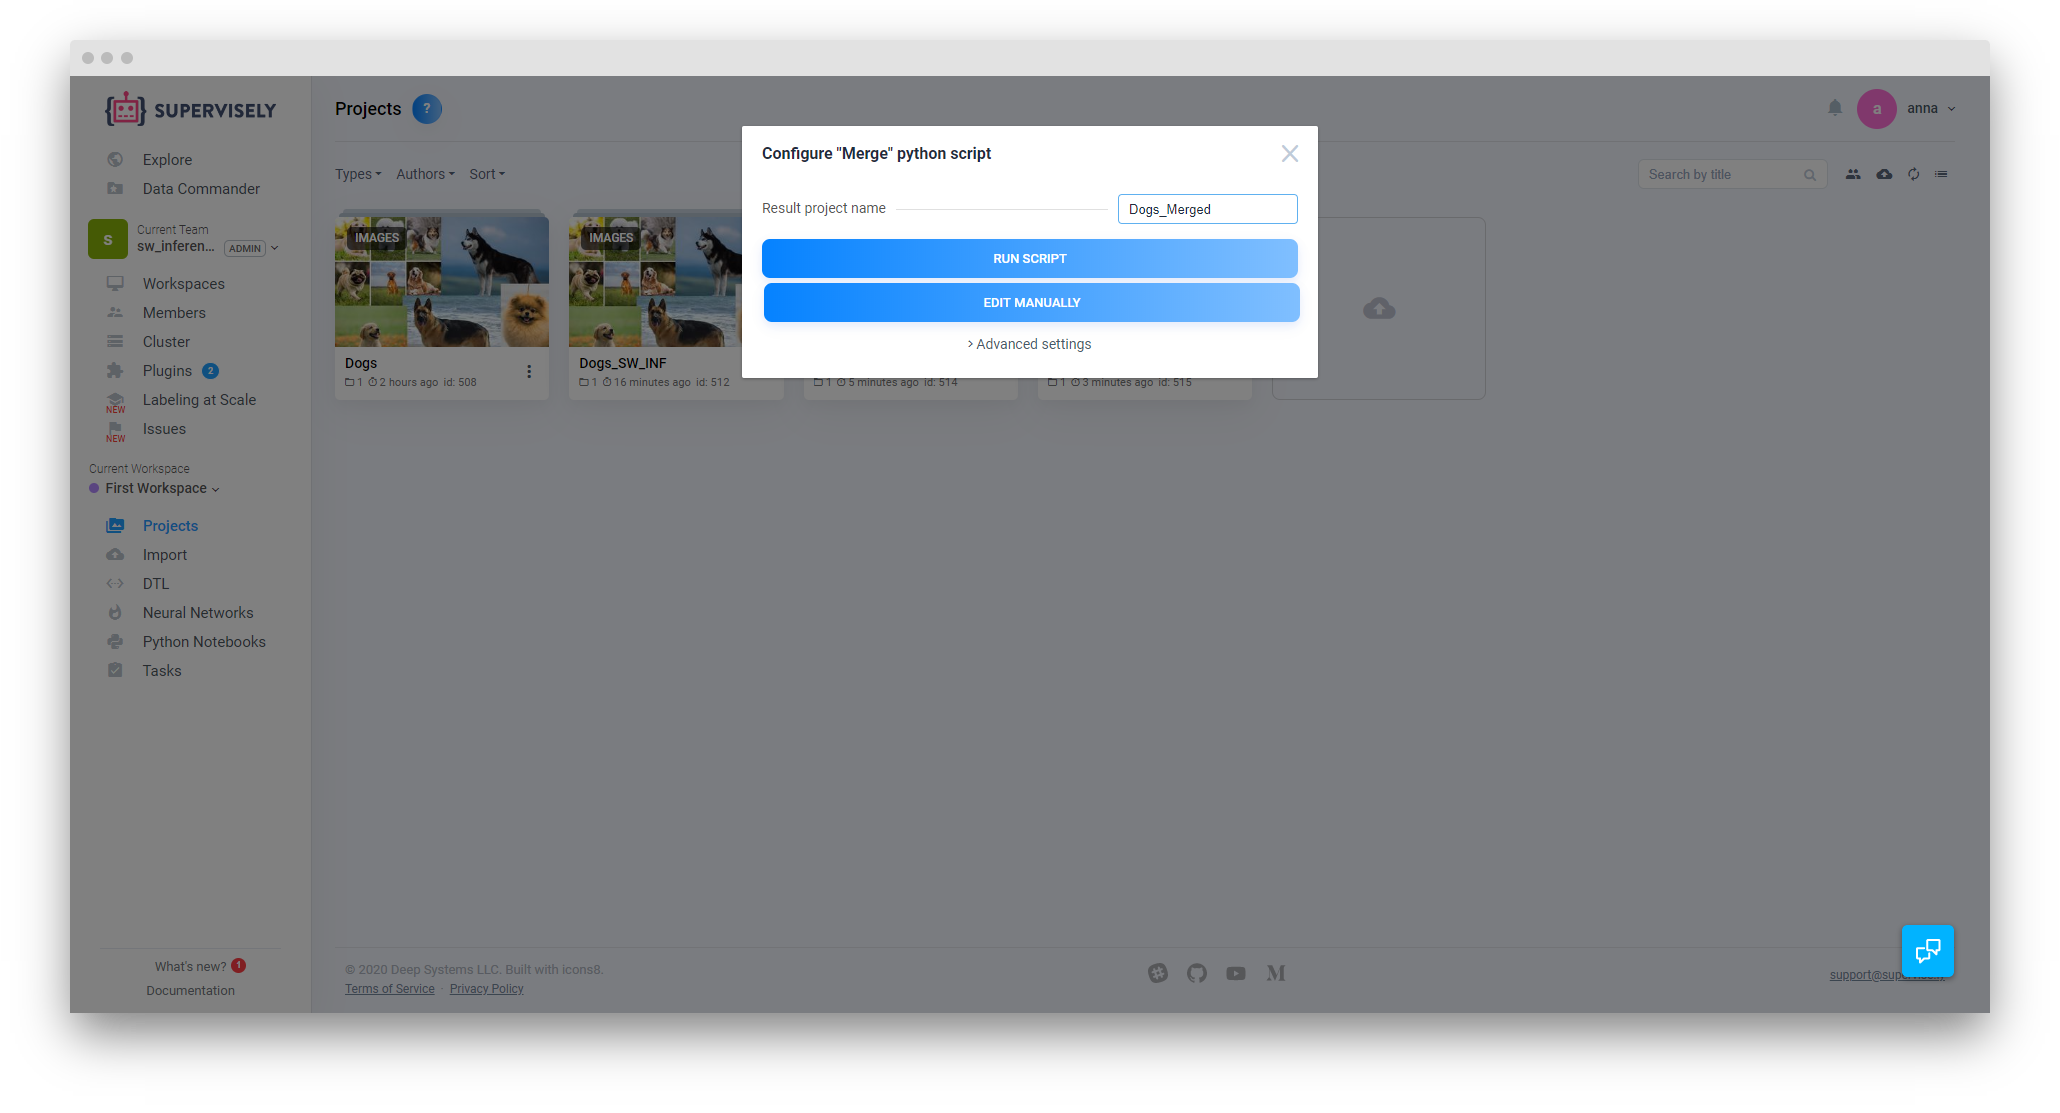 SUPERVISELY
Explore
Data Commander
S
Current Team
sw_inferen...
ADMIN
Workspaces
Members
Cluster
Plugins 2
Labeling at Scale
NEW
Issues
NEW
Current Workspace
First Workspace
Projects
Import
DTL
Neural Networks
Python Notebooks
Tasks
What's new? 1
Documentation
Projects ?
a anna
Types Authors Sort
Search by title
IMAGES
Dogs
1 2 hours ago id: 508
IMAGES
Dogs_SW_INF
1 16 minutes ago id: 512
1 5 minutes ago id: 514
1 3 minutes ago id: 515
Configure "Merge" python script
Result project name Dogs_Merged
RUN SCRIPT
EDIT MANUALLY
> Advanced settings
© 2020 Deep Systems LLC. Built with icons8.
Terms of Service · Privacy Policy